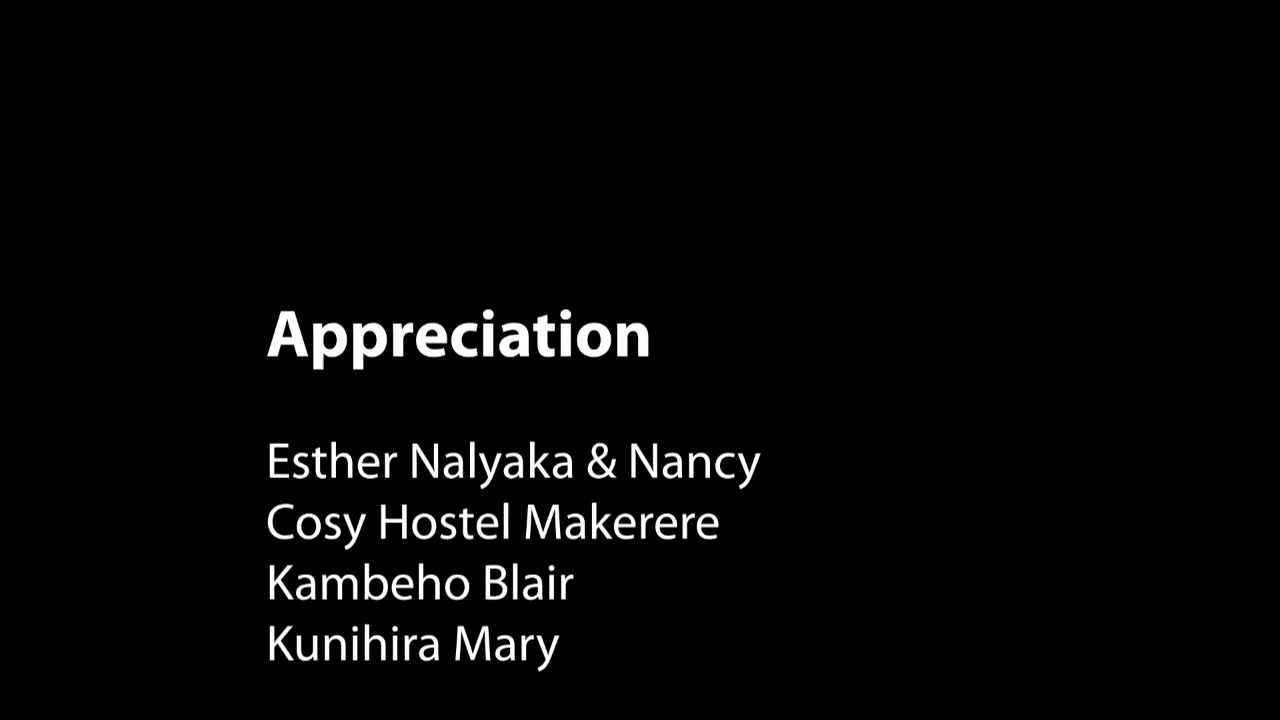 Appreciation
Esther Nalyaka & Nancy
Cosy Hostel Makerere
Kambeho Blair
Kunihira Mary